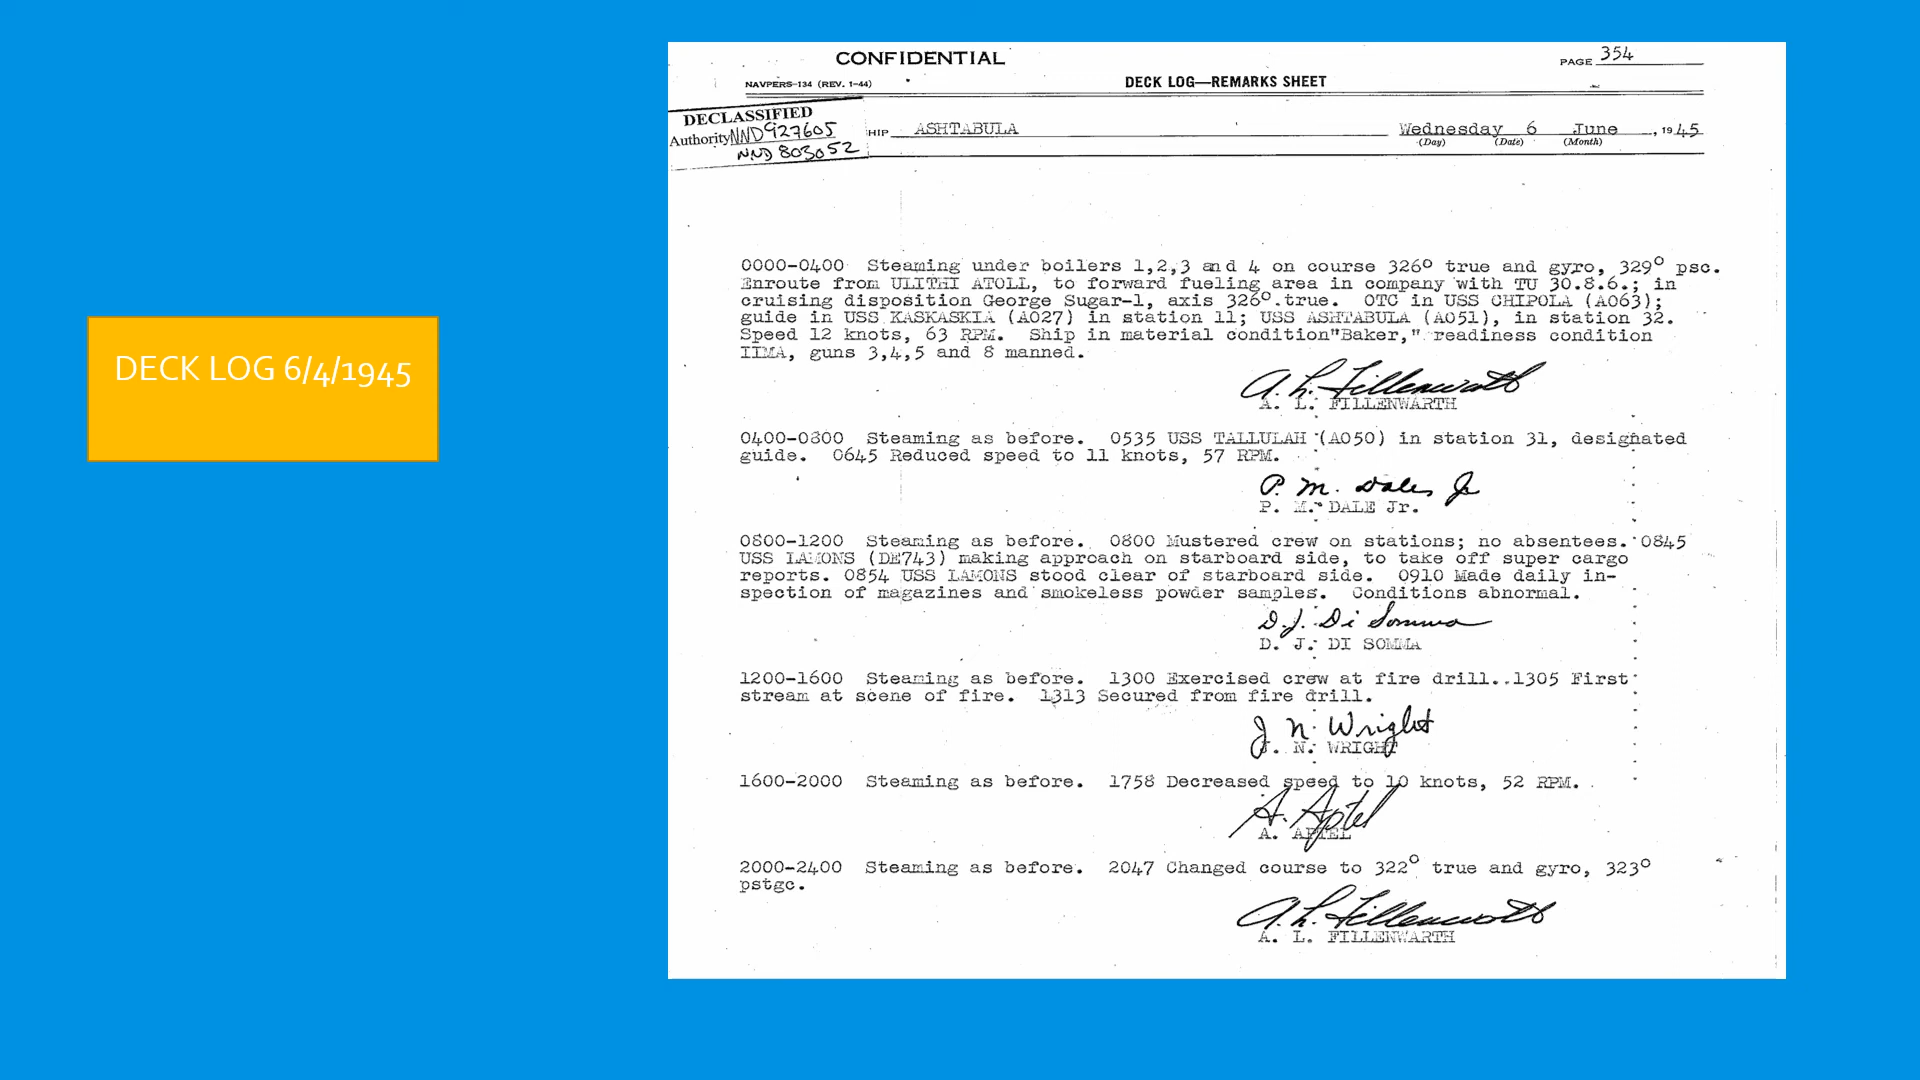 DECK LOG 6/4/1945
CONFIDENTIAL
PAGE 354
NAVPERS-134 (REV. 1-44)
DECK LOG—REMARKS SHEET
DECLASSIFIED
Authority NND927605
NND 803052
HIP ASHTABULA
Wednesday 6 June, 1945
(Day) (Date) (Month)
0000-0400 Steaming under boilers 1,2,3 and 4 on course 326° true and gyro, 329° psc.
Enroute from ULITHI ATOLL, to forward fueling area in company with TU 30.8.6.; in
cruising disposition George Sugar-1, axis 326°.true. OTC in USS CHIPOLA (AO63);
guide in USS KASKASKIA (AO27) in station 11; USS ASHTABULA (AO51), in station 32.
Speed 12 knots, 63 RPM. Ship in material condition"Baker," readiness condition
IIMA, guns 3,4,5 and 8 manned.
A. L. Fillenwarth
A. L. FILLENWARTH
0400-0800 Steaming as before. 0535 USS TALLULAH (AO50) in station 31, designated
guide. 0645 Reduced speed to 11 knots, 57 RPM.
P. M. Dale, Jr
P. M. DALE Jr.
0800-1200 Steaming as before. 0800 Mustered crew on stations; no absentees. 0845
USS LAMONS (DE743) making approach on starboard side, to take off super cargo
reports. 0854 USS LAMONS stood clear of starboard side. 0910 Made daily in-
spection of magazines and smokeless powder samples. Conditions abnormal.
D. J. Di Somma
D. J. DI SOMMA
1200-1600 Steaming as before. 1300 Exercised crew at fire drill..1305 First
stream at scene of fire. 1313 Secured from fire drill.
J N. Wright
J. N. WRIGHT
1600-2000 Steaming as before. 1758 Decreased speed to 10 knots, 52 RPM.
A. Aptel
A. APTEL
2000-2400 Steaming as before. 2047 Changed course to 322° true and gyro, 323°
pstgc.
A. L. Fillenwarth
A. L. FILLENWARTH